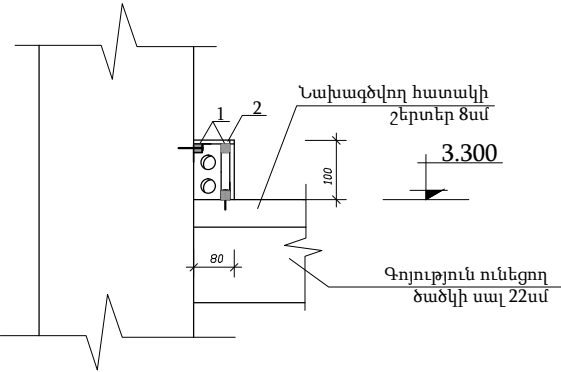 Նախագծվող հատակի
շերտեր 8սմ
1
2
3.300
100
80
Գոյություն ունեցող
ծածկի սալ 22սմ